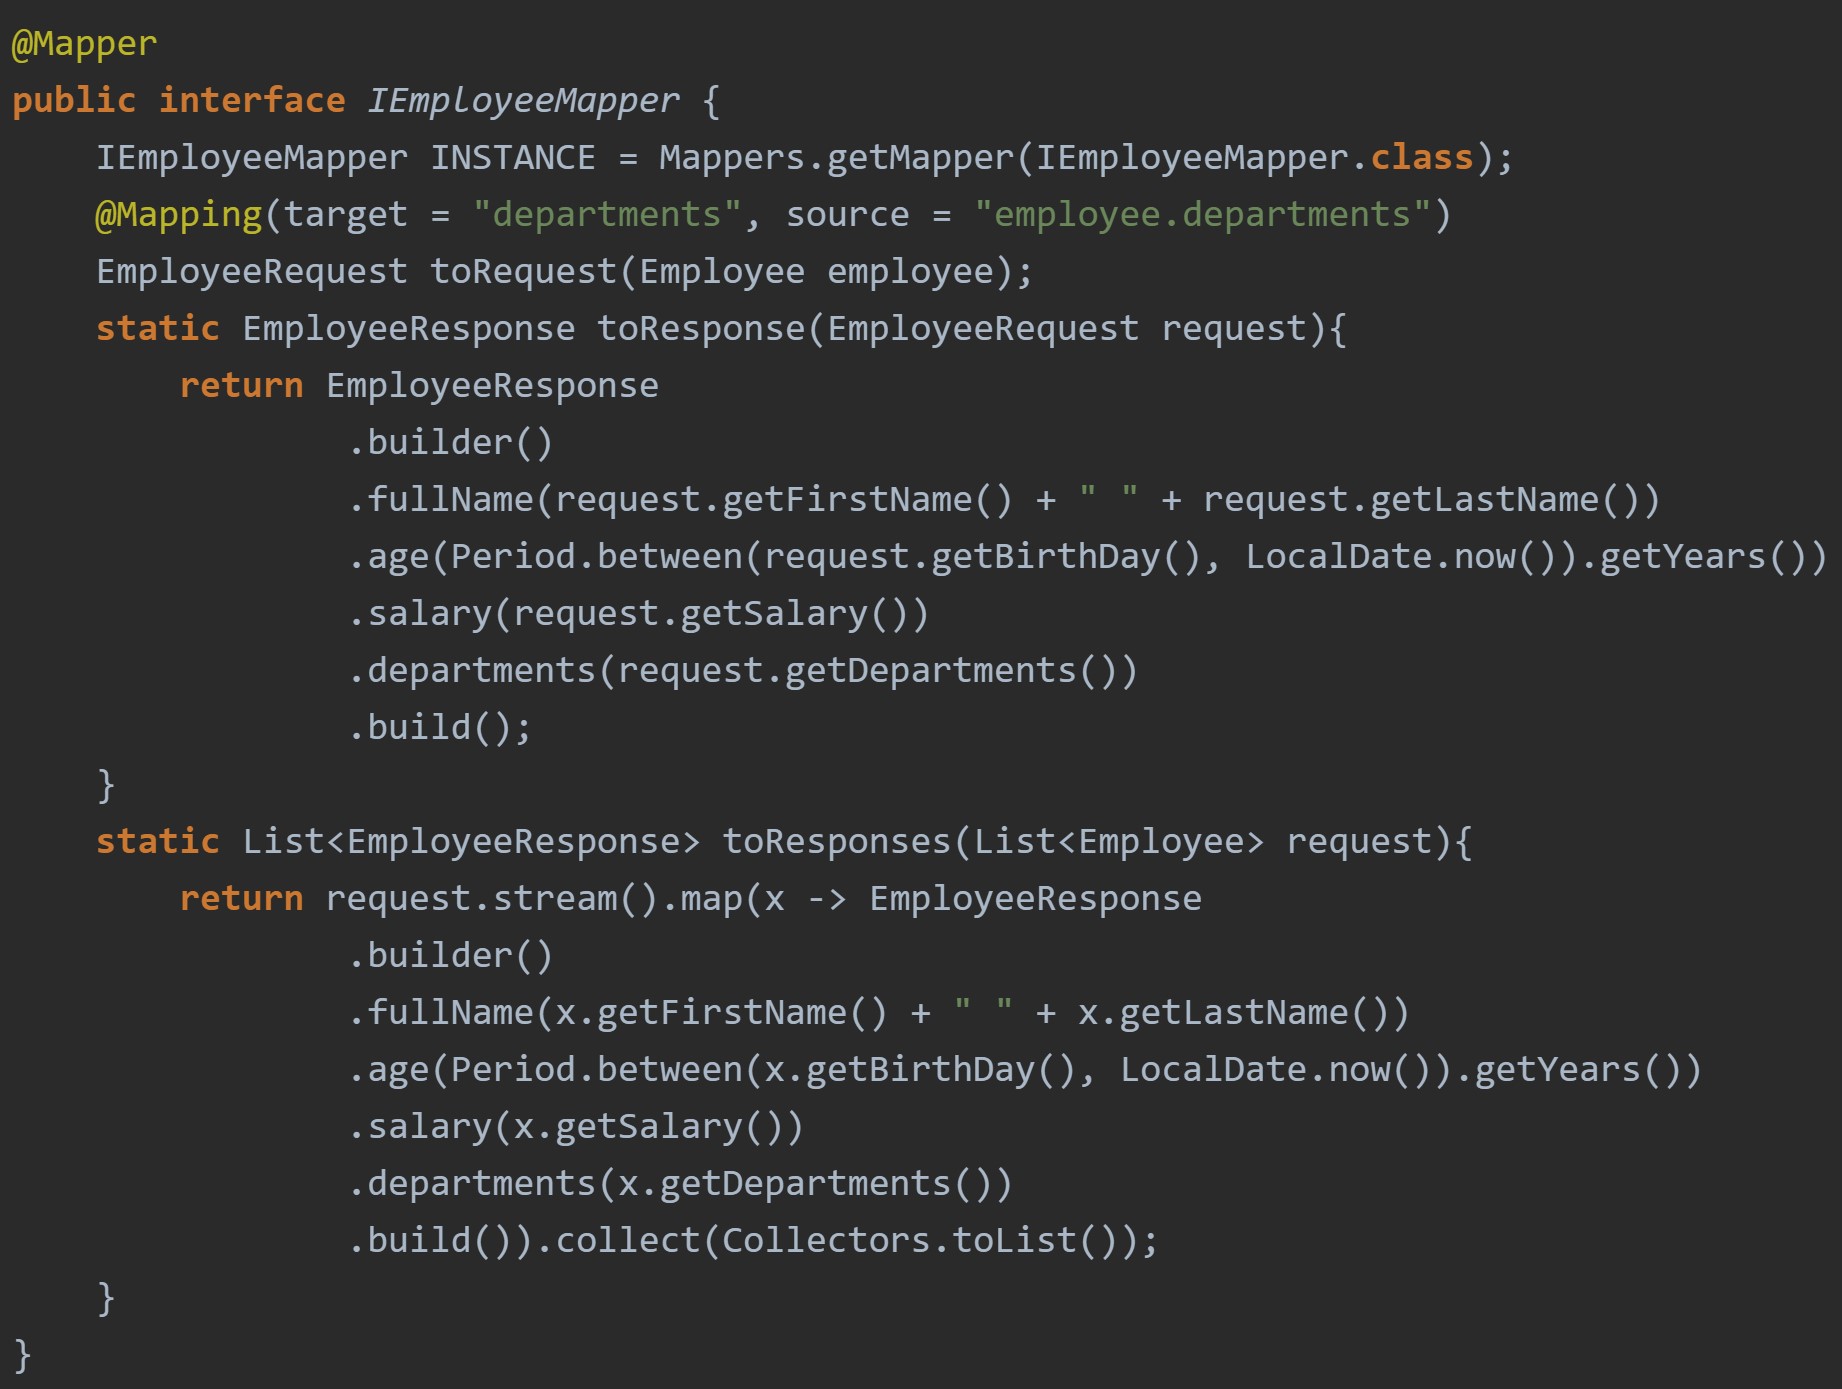 @Mapper
public interface IEmployeeMapper {
    IEmployeeMapper INSTANCE = Mappers.getMapper(IEmployeeMapper.class);
    @Mapping(target = "departments", source = "employee.departments")
    EmployeeRequest toRequest(Employee employee);
    static EmployeeResponse toResponse(EmployeeRequest request){
        return EmployeeResponse
                .builder()
                .fullName(request.getFirstName() + " " + request.getLastName())
                .age(Period.between(request.getBirthDay(), LocalDate.now()).getYears())
                .salary(request.getSalary())
                .departments(request.getDepartments())
                .build();
    }
    static List<EmployeeResponse> toResponses(List<Employee> request){
        return request.stream().map(x -> EmployeeResponse
                .builder()
                .fullName(x.getFirstName() + " " + x.getLastName())
                .age(Period.between(x.getBirthDay(), LocalDate.now()).getYears())
                .salary(x.getSalary())
                .departments(x.getDepartments())
                .build()).collect(Collectors.toList());
    }
}